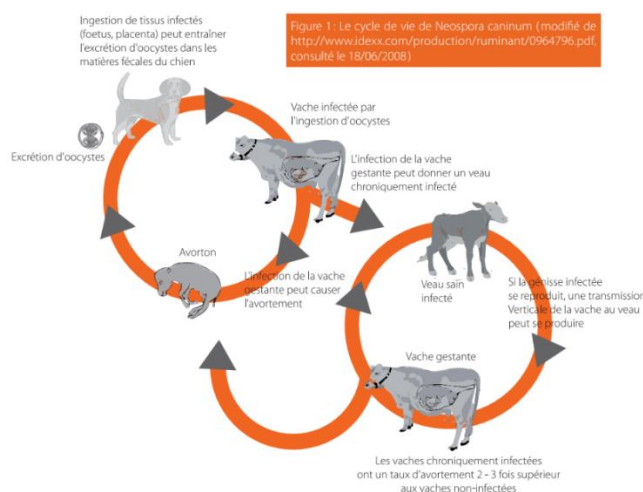 Ingestion de tissus infectés
(foetus, placenta) peut entraîner
l'excrétion d'oocystes dans les
matières fécales du chien
Figure 1 : Le cycle de vie de Neospora caninum (modifié de
http://www.idexx.com/production/ruminant/0964796.pdf,
consulté le 18/06/2008)
Vache infectée par
l'ingestion d'oocystes
Excrétion d'oocystes
L'infection de la vache
gestante peut donner un veau
chroniquement infecté
Avorton
L'infection de la vache
gestante peut causer
l'avortement
Veau sain
infecté
Si la génisse infectée
se reproduit, une transmission
Verticale de la vache au veau
peut se produire
Vache gestante
Les vaches chroniquement infectées
ont un taux d'avortement 2 - 3 fois supérieur
aux vaches non-infectées